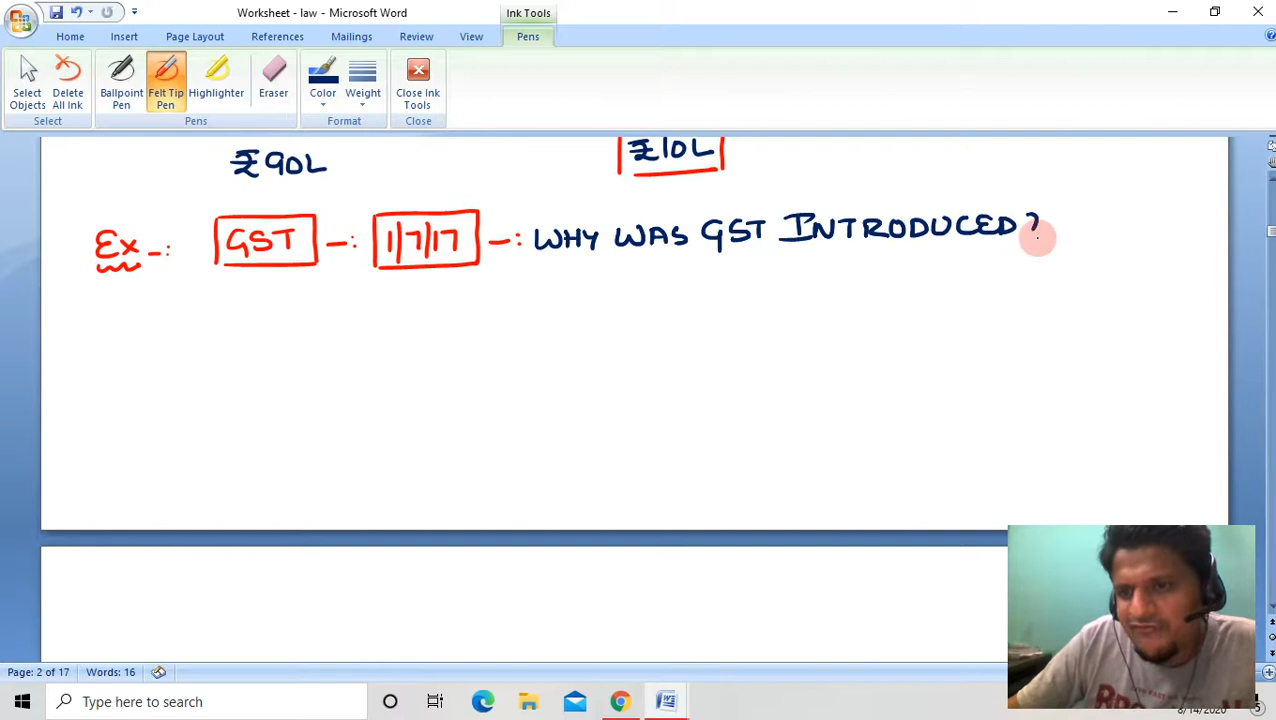 Worksheet - law - Microsoft Word
Ink Tools
Home Insert Page Layout References Mailings Review View Pens
Select Objects
Delete All Ink
Ballpoint Pen
Felt Tip Pen
Highlighter
Eraser
Color
Weight
Close Ink Tools
Select Pens Format Close
₹90L ₹10L
Ex -: GST -: 1/7/17 -: WHY WAS GST INTRODUCED?
Page: 2 of 17 Words: 16
Type here to search
8/14/2020